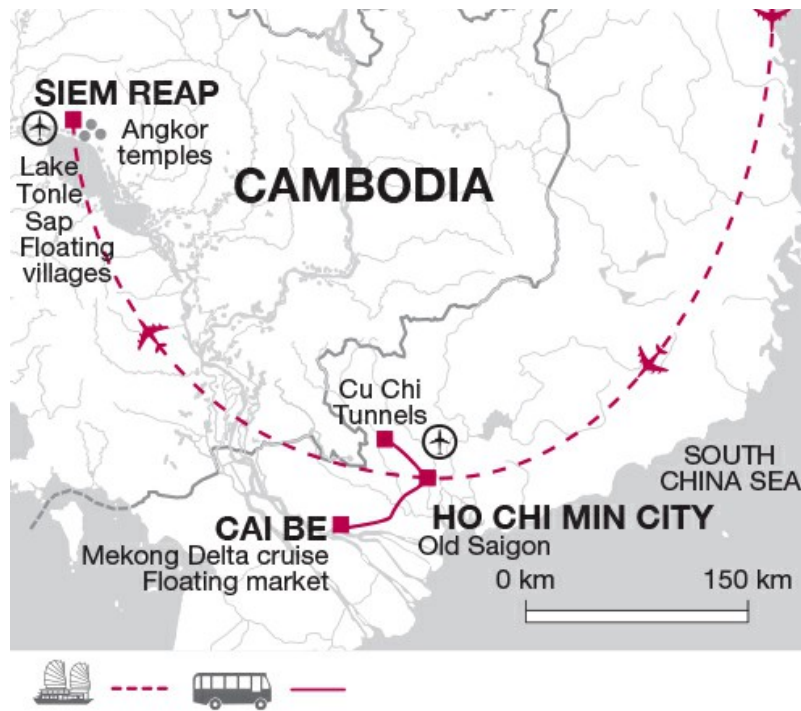 SIEM REAP
Angkor
temples
Lake
Tonle
Sap
Floating
villages
CAMBODIA
Cu Chi
Tunnels
SOUTH
CHINA SEA
HO CHI MIN CITY
Old Saigon
CAI BE
Mekong Delta cruise
Floating market
0 km
150 km